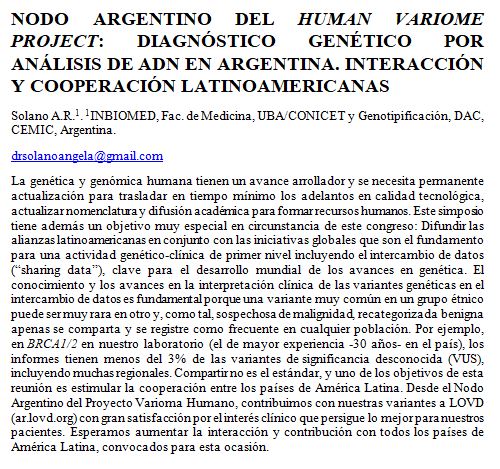 NODO ARGENTINO DEL HUMAN VARIOME
PROJECT: DIAGNÓSTICO GENÉTICO POR
ANÁLISIS DE ADN EN ARGENTINA. INTERACCIÓN
Y COOPERACIÓN LATINOAMERICANAS
Solano A.R.¹. ¹INBIOMED, Fac. de Medicina, UBA/CONICET y Genotipificación, DAC,
CEMIC, Argentina.
drsolanoangela@gmail.com
La genética y genómica humana tienen un avance arrollador y se necesita permanente
actualización para trasladar en tiempo mínimo los adelantos en calidad tecnológica,
actualizar nomenclatura y difusión académica para formar recursos humanos. Este simposio
tiene además un objetivo muy especial en circunstancia de este congreso: Difundir las
alianzas latinoamericanas en conjunto con las iniciativas globales que son el fundamento
para una actividad genético-clínica de primer nivel incluyendo el intercambio de datos
(“sharing data”), clave para el desarrollo mundial de los avances en genética. El
conocimiento y los avances en la interpretación clínica de las variantes genéticas en el
intercambio de datos es fundamental porque una variante muy común en un grupo étnico
puede ser muy rara en otro y, como tal, sospechosa de malignidad, recategorizada benigna
apenas se comparta y se registre como frecuente en cualquier población. Por ejemplo,
en BRCA1/2 en nuestro laboratorio (el de mayor experiencia -30 años- en el país), los
informes tienen menos del 3% de las variantes de significancia desconocida (VUS),
incluyendo muchas regionales. Compartir no es el estándar, y uno de los objetivos de esta
reunión es estimular la cooperación entre los países de América Latina. Desde el Nodo
Argentino del Proyecto Varioma Humano, contribuimos con nuestras variantes a LOVD
(ar.lovd.org) con gran satisfacción por el interés clínico que persigue lo mejor para nuestros
pacientes. Esperamos aumentar la interacción y contribución con todos los países de
América Latina, convocados para esta ocasión.